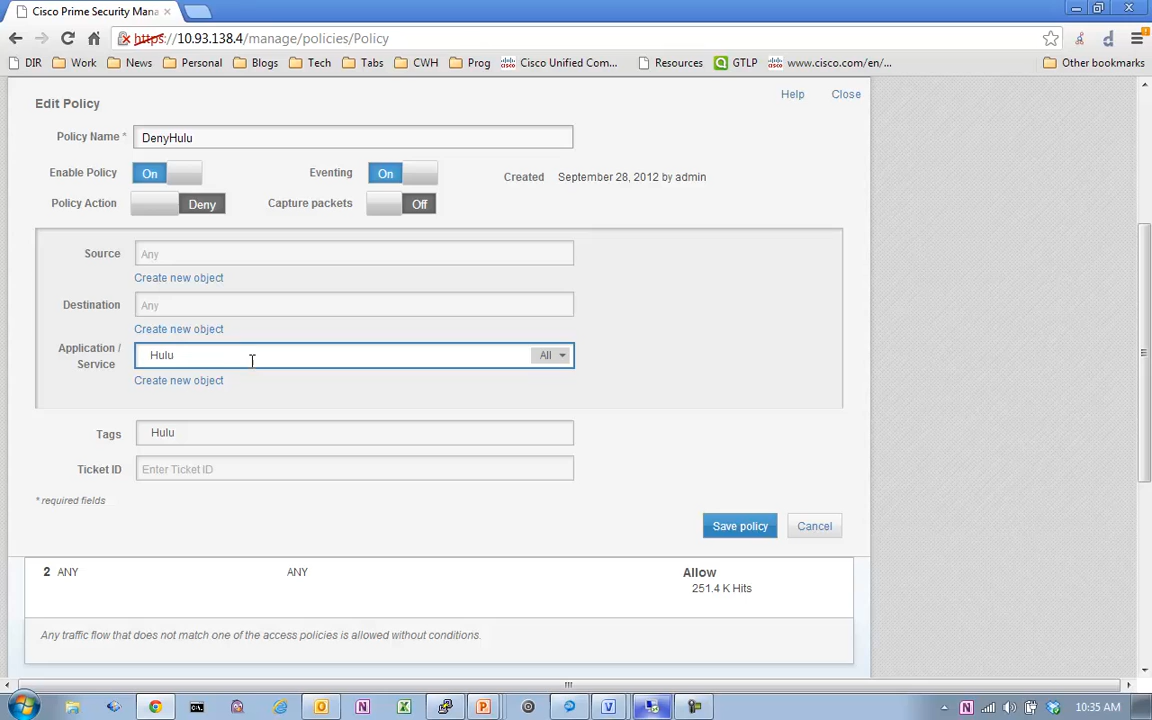 Cisco Prime Security Mana ×
https://10.93.138.4/manage/policies/Policy
DIR Work News Personal Blogs Tech Tabs CWH Prog Cisco Unified Com... Resources GTLP www.cisco.com/en/... Other bookmarks
Edit Policy Help Close
Policy Name * DenyHulu
Enable Policy On Eventing On Created September 28, 2012 by admin
Policy Action Deny Capture packets Off
Source Any
Create new object
Destination Any
Create new object
Application / Service Hulu All
Create new object
Tags Hulu
Ticket ID Enter Ticket ID
* required fields
Save policy Cancel
2 ANY ANY Allow
251.4 K Hits
Any traffic flow that does not match one of the access policies is allowed without conditions.
10:35 AM